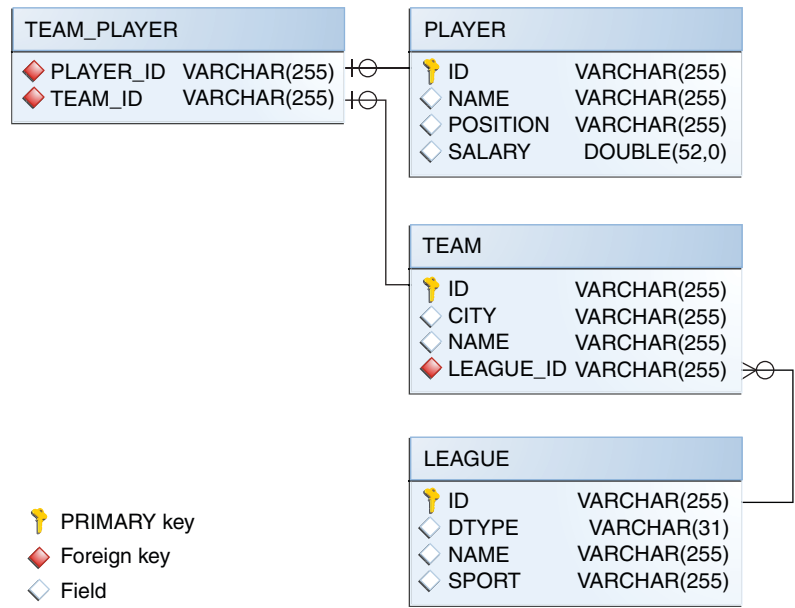 TEAM_PLAYER
PLAYER_ID VARCHAR(255)
TEAM_ID VARCHAR(255)
PLAYER
ID VARCHAR(255)
NAME VARCHAR(255)
POSITION VARCHAR(255)
SALARY DOUBLE(52,0)
TEAM
ID VARCHAR(255)
CITY VARCHAR(255)
NAME VARCHAR(255)
LEAGUE_ID VARCHAR(255)
LEAGUE
ID VARCHAR(255)
DTYPE VARCHAR(31)
NAME VARCHAR(255)
SPORT VARCHAR(255)
PRIMARY key
Foreign key
Field